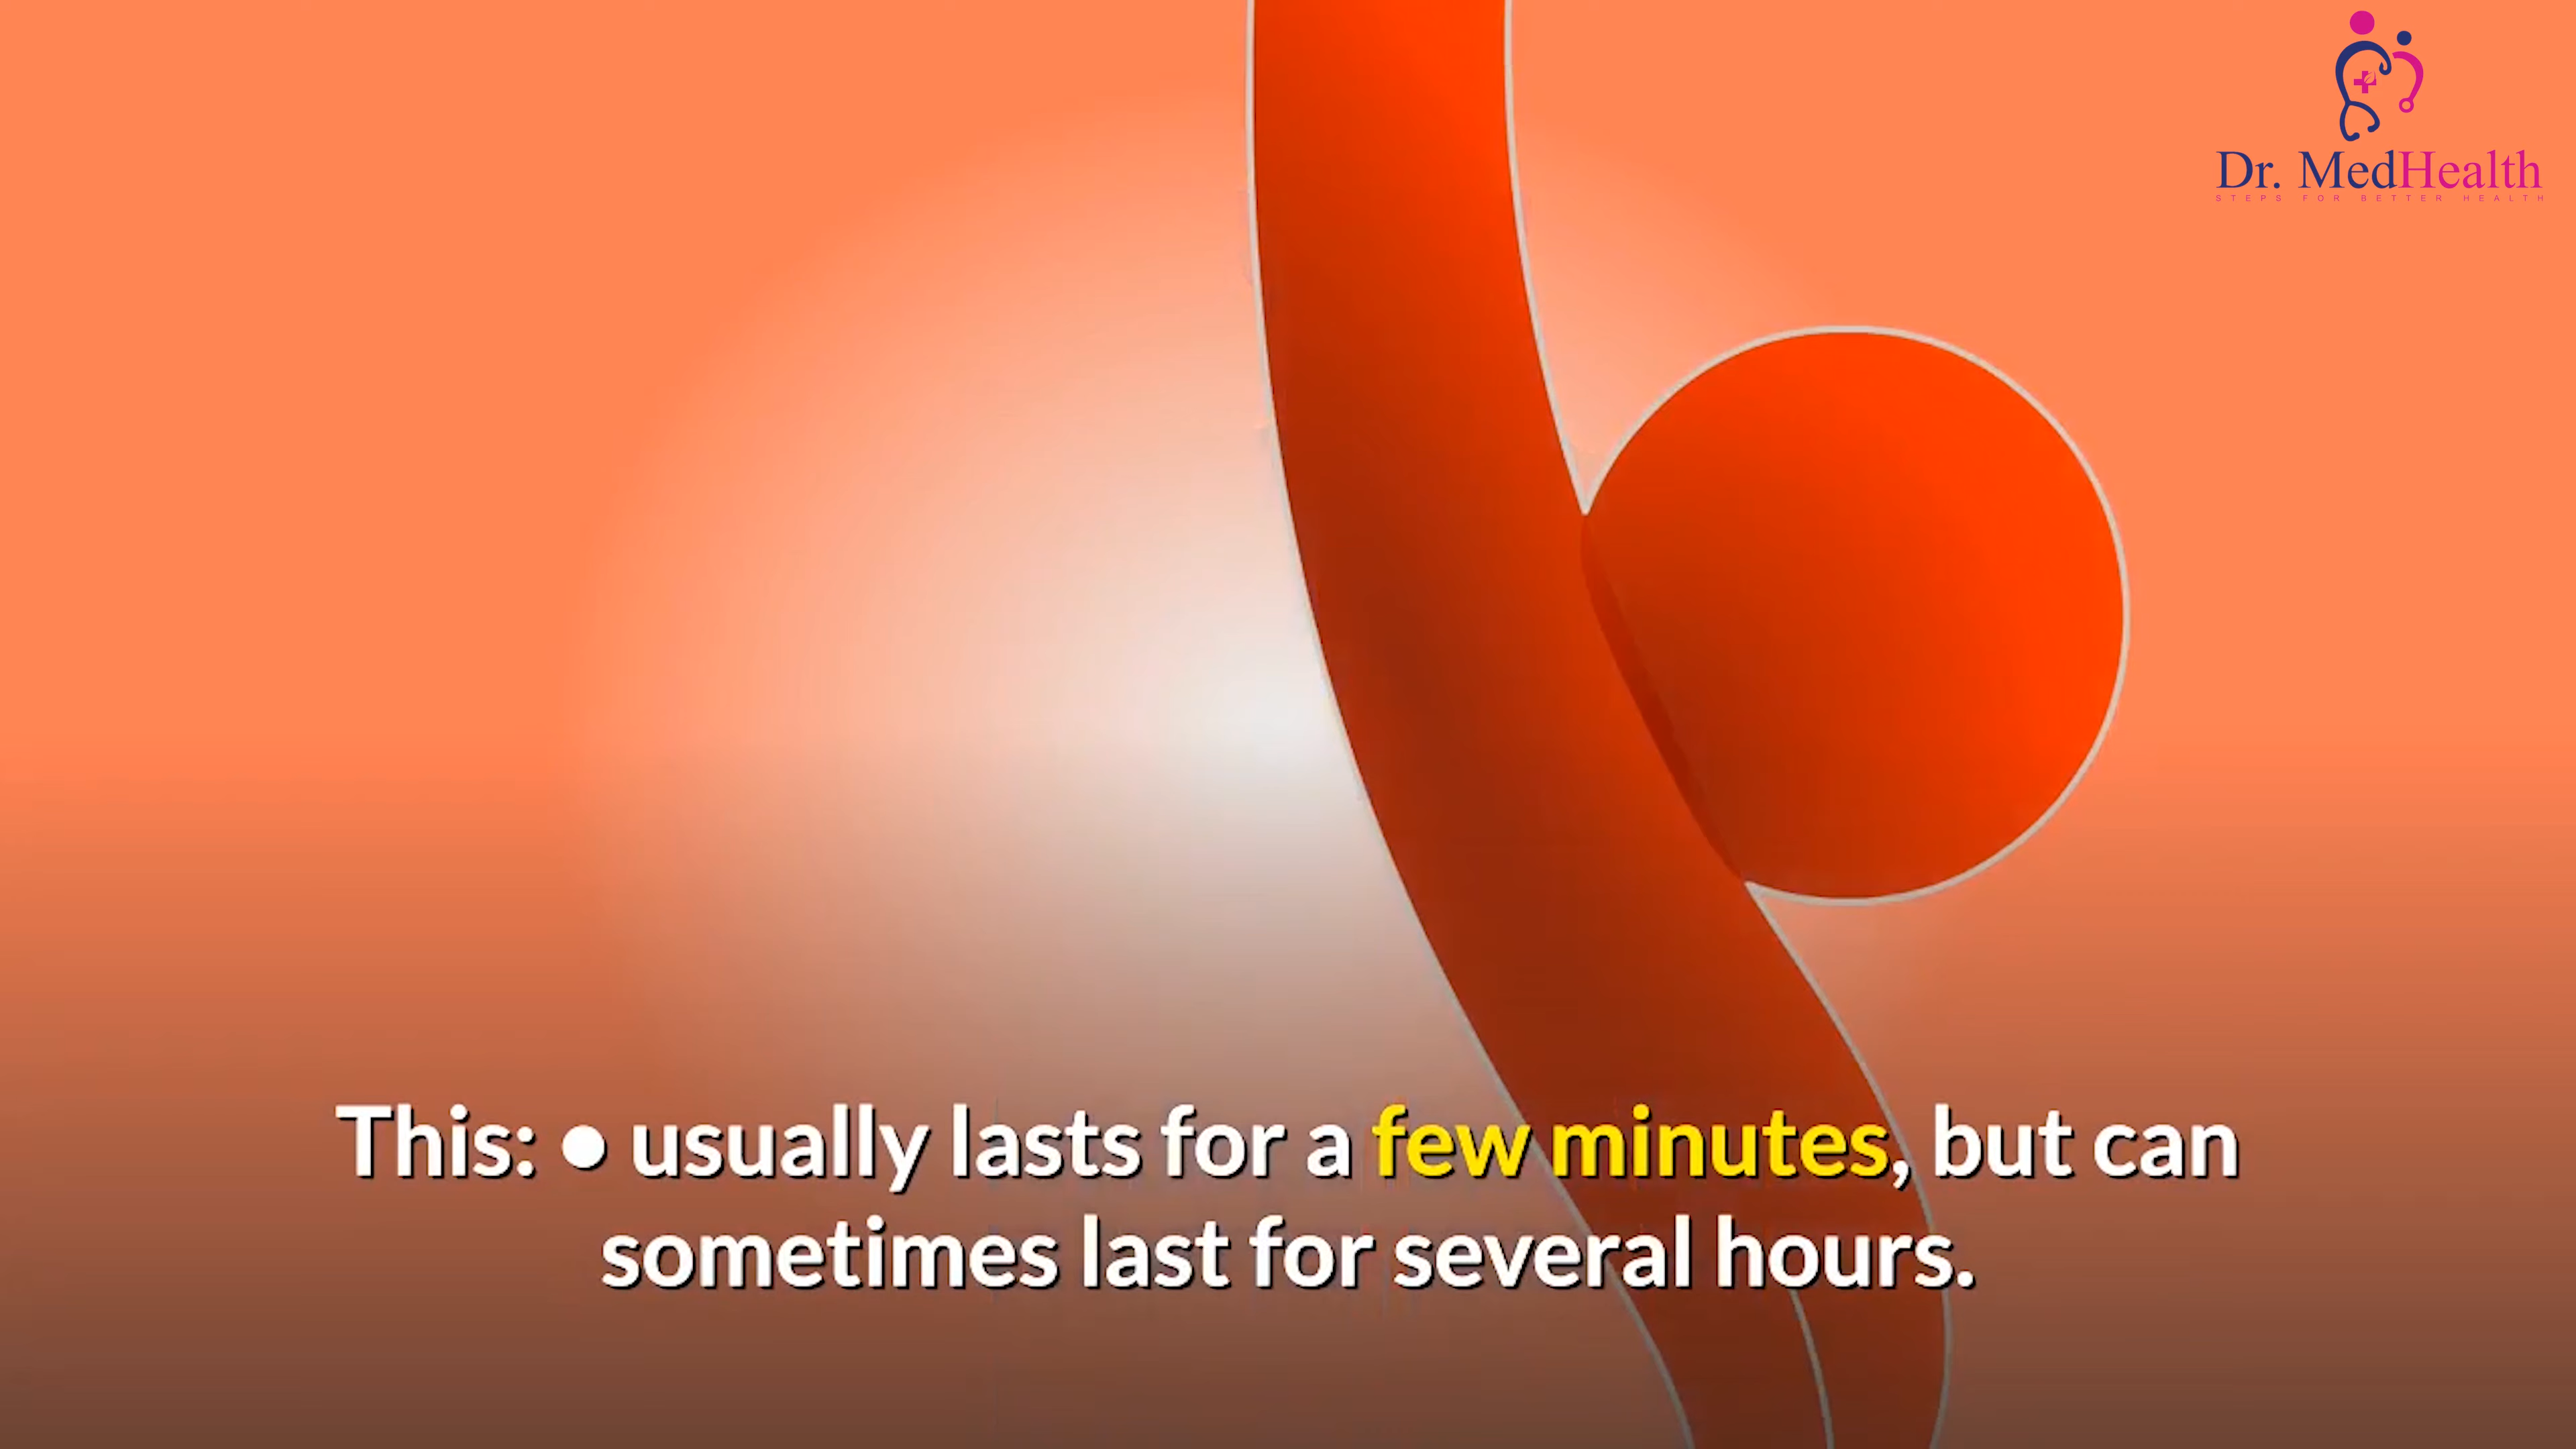 Dr. MedHealth
STEPS FOR BETTER HEALTH
This: ● usually lasts for a few minutes, but can
sometimes last for several hours.